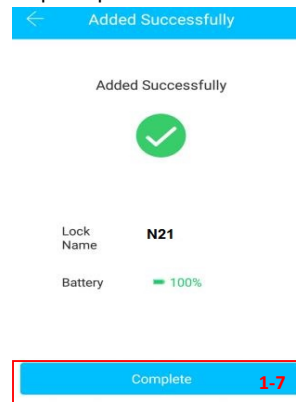 Added Successfully
Added Successfully
Lock
Name
N21
Battery
100%
Complete
1-7